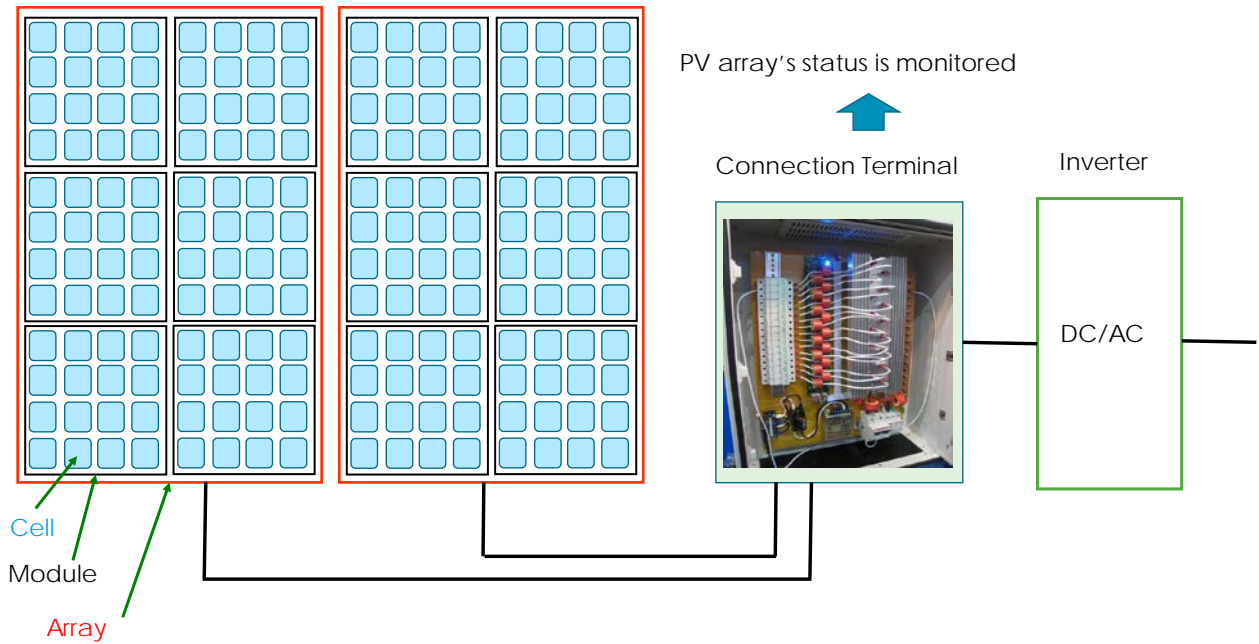 PV array's status is monitored
Connection Terminal
Inverter
DC/AC
Cell
Module
Array